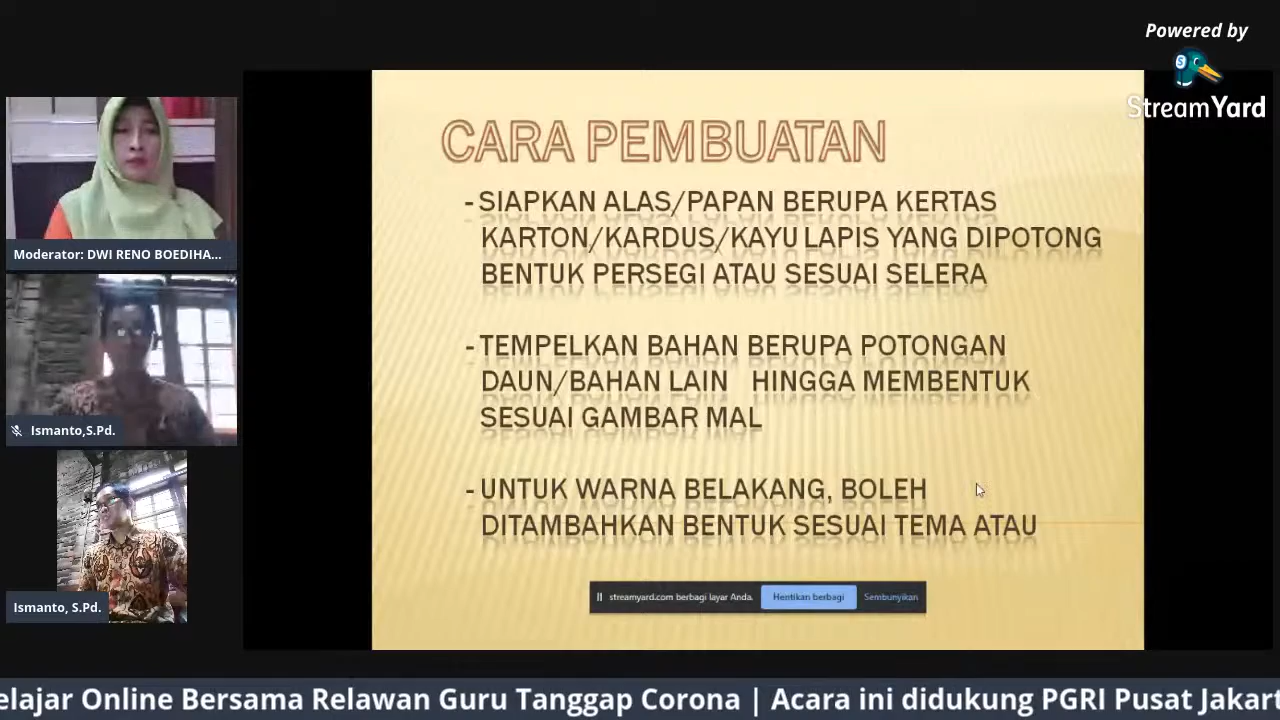 Powered by
StreamYard
CARA PEMBUATAN
- SIAPKAN ALAS/PAPAN BERUPA KERTAS
KARTON/KARDUS/KAYU LAPIS YANG DIPOTONG
BENTUK PERSEGI ATAU SESUAI SELERA
- TEMPELKAN BAHAN BERUPA POTONGAN
DAUN/BAHAN LAIN HINGGA MEMBENTUK
SESUAI GAMBAR MAL
- UNTUK WARNA BELAKANG, BOLEH
DITAMBAHKAN BENTUK SESUAI TEMA ATAU
streamyard.com berbagi layar Anda.
Hentikan berbagi
Sembunyikan
Moderator: DWI RENO BOEDIHA...
Ismanto,S.Pd.
Ismanto, S.Pd.
elajar Online Bersama Relawan Guru Tanggap Corona | Acara ini didukung PGRI Pusat Jakart